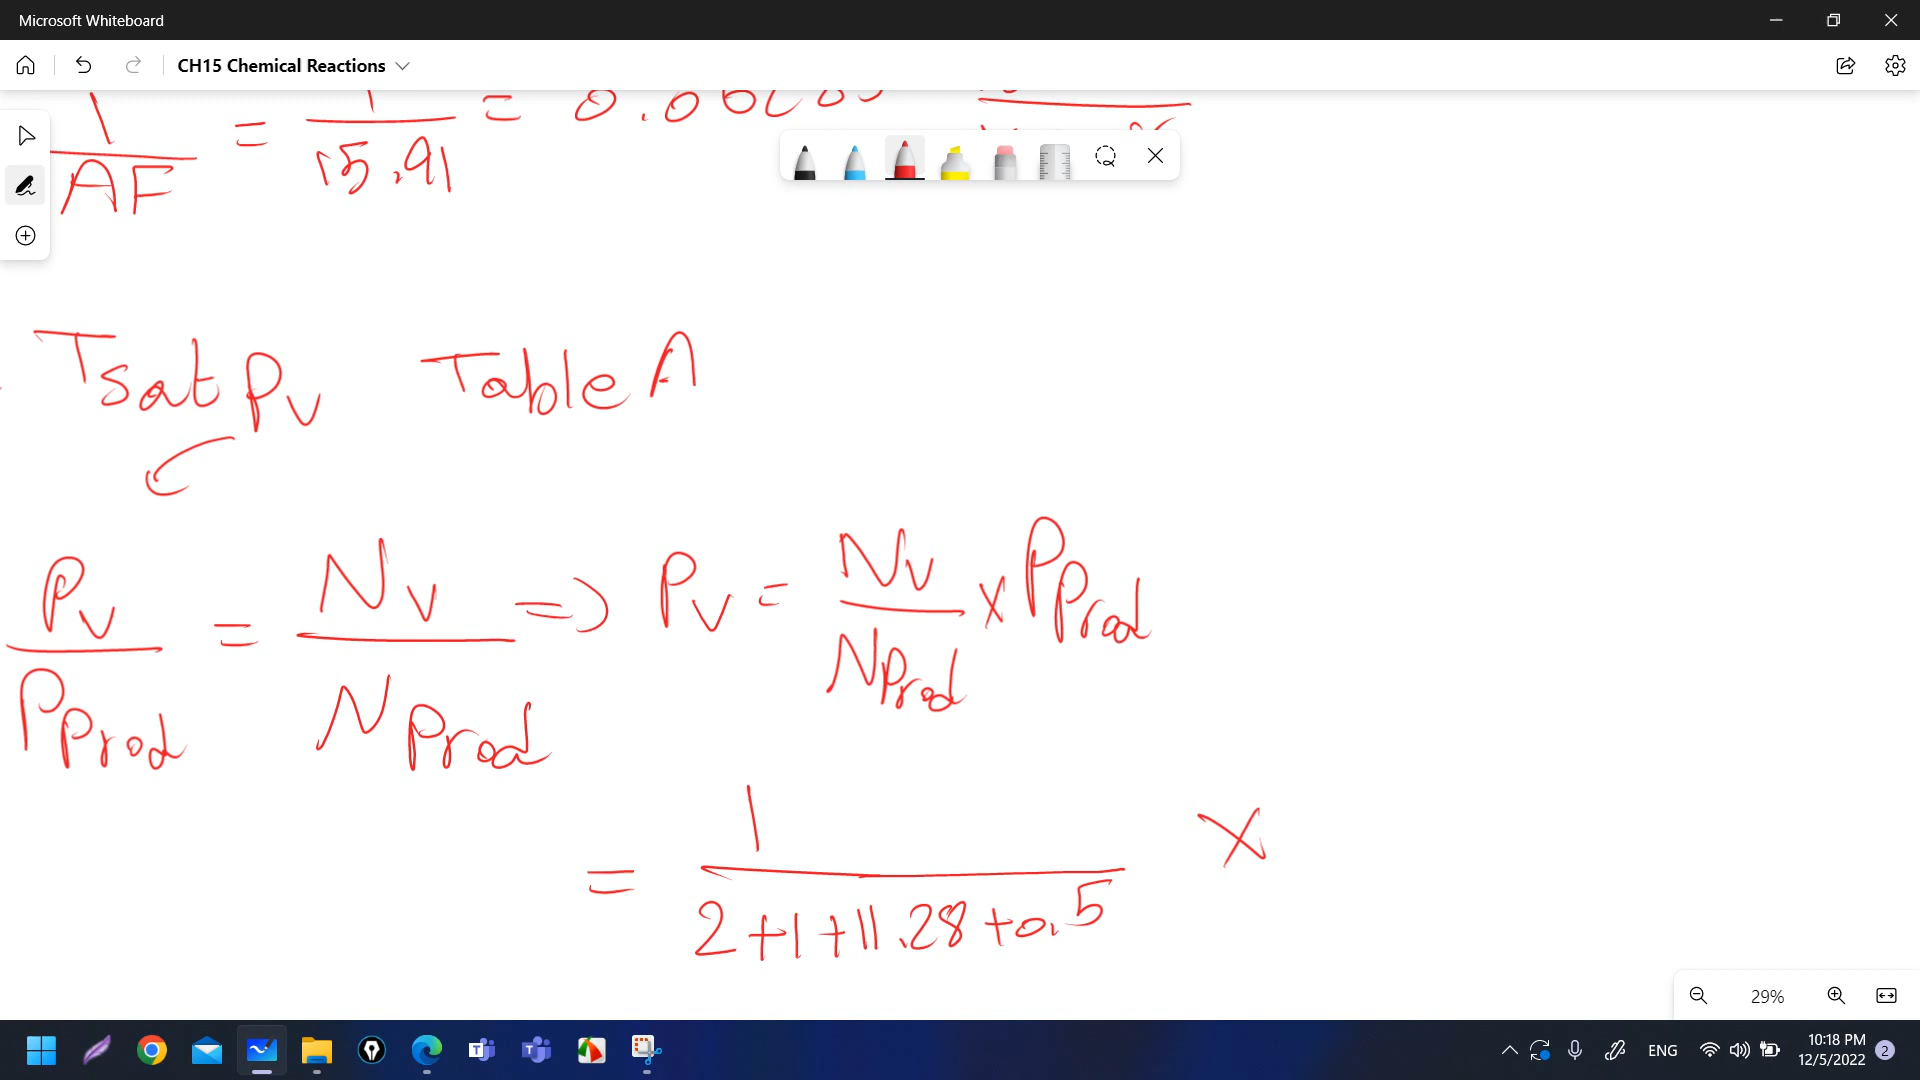 Microsoft Whiteboard
CH15 Chemical Reactions
1/AF = 1/15.91 =
Tsat Pv Table A
Pv/PProd = Nv/NProd => Pv = Nv/NProd x PProd
= 1/(2+1+11.28+0.5) x
29%
ENG
10:18 PM
12/5/2022
2